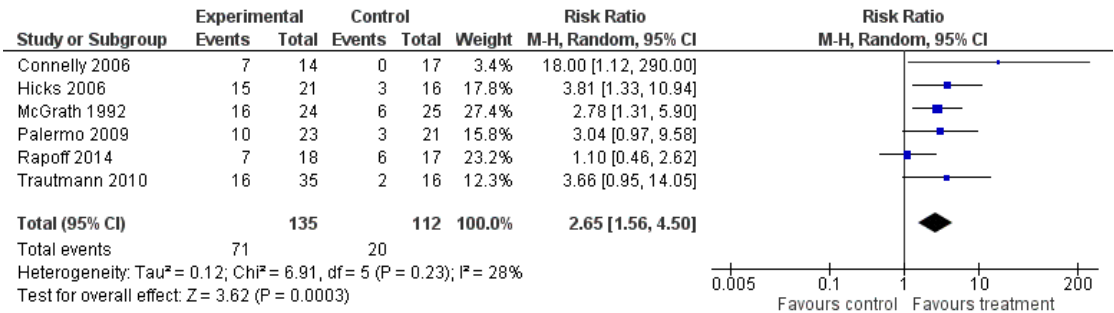 Experimental Control Risk Ratio Risk Ratio
Study or Subgroup Events Total Events Total Weight M-H, Random, 95% CI M-H, Random, 95% CI
Connelly 2006 7 14 0 17 3.4% 18.00 [1.12, 290.00]
Hicks 2006 15 21 3 16 17.8% 3.81 [1.33, 10.94]
McGrath 1992 16 24 6 25 27.4% 2.78 [1.31, 5.90]
Palermo 2009 10 23 3 21 15.8% 3.04 [0.97, 9.58]
Rapoff 2014 7 18 6 17 23.2% 1.10 [0.46, 2.62]
Trautmann 2010 16 35 2 16 12.3% 3.66 [0.95, 14.05]
Total (95% CI) 135 112 100.0% 2.65 [1.56, 4.50]
Total events 71 20
Heterogeneity: Tau² = 0.12; Chi² = 6.91, df = 5 (P = 0.23); I² = 28%
Test for overall effect: Z = 3.62 (P = 0.0003)
0.005 0.1 1 10 200
Favours control Favours treatment